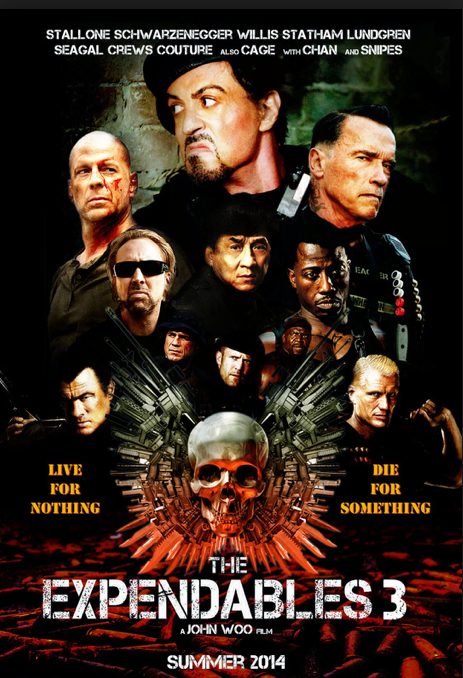 STALLONE SCHWARZENEGGER WILLIS STATHAM LUNDGREN
SEAGAL CREWS COUTURE ALSO CAGE WITH CHAN AND SNIPES
EAGER
LIVE
FOR
NOTHING
DIE
FOR
SOMETHING
THE
EXPENDABLES 3
A JOHN WOO FILM
SUMMER 2014